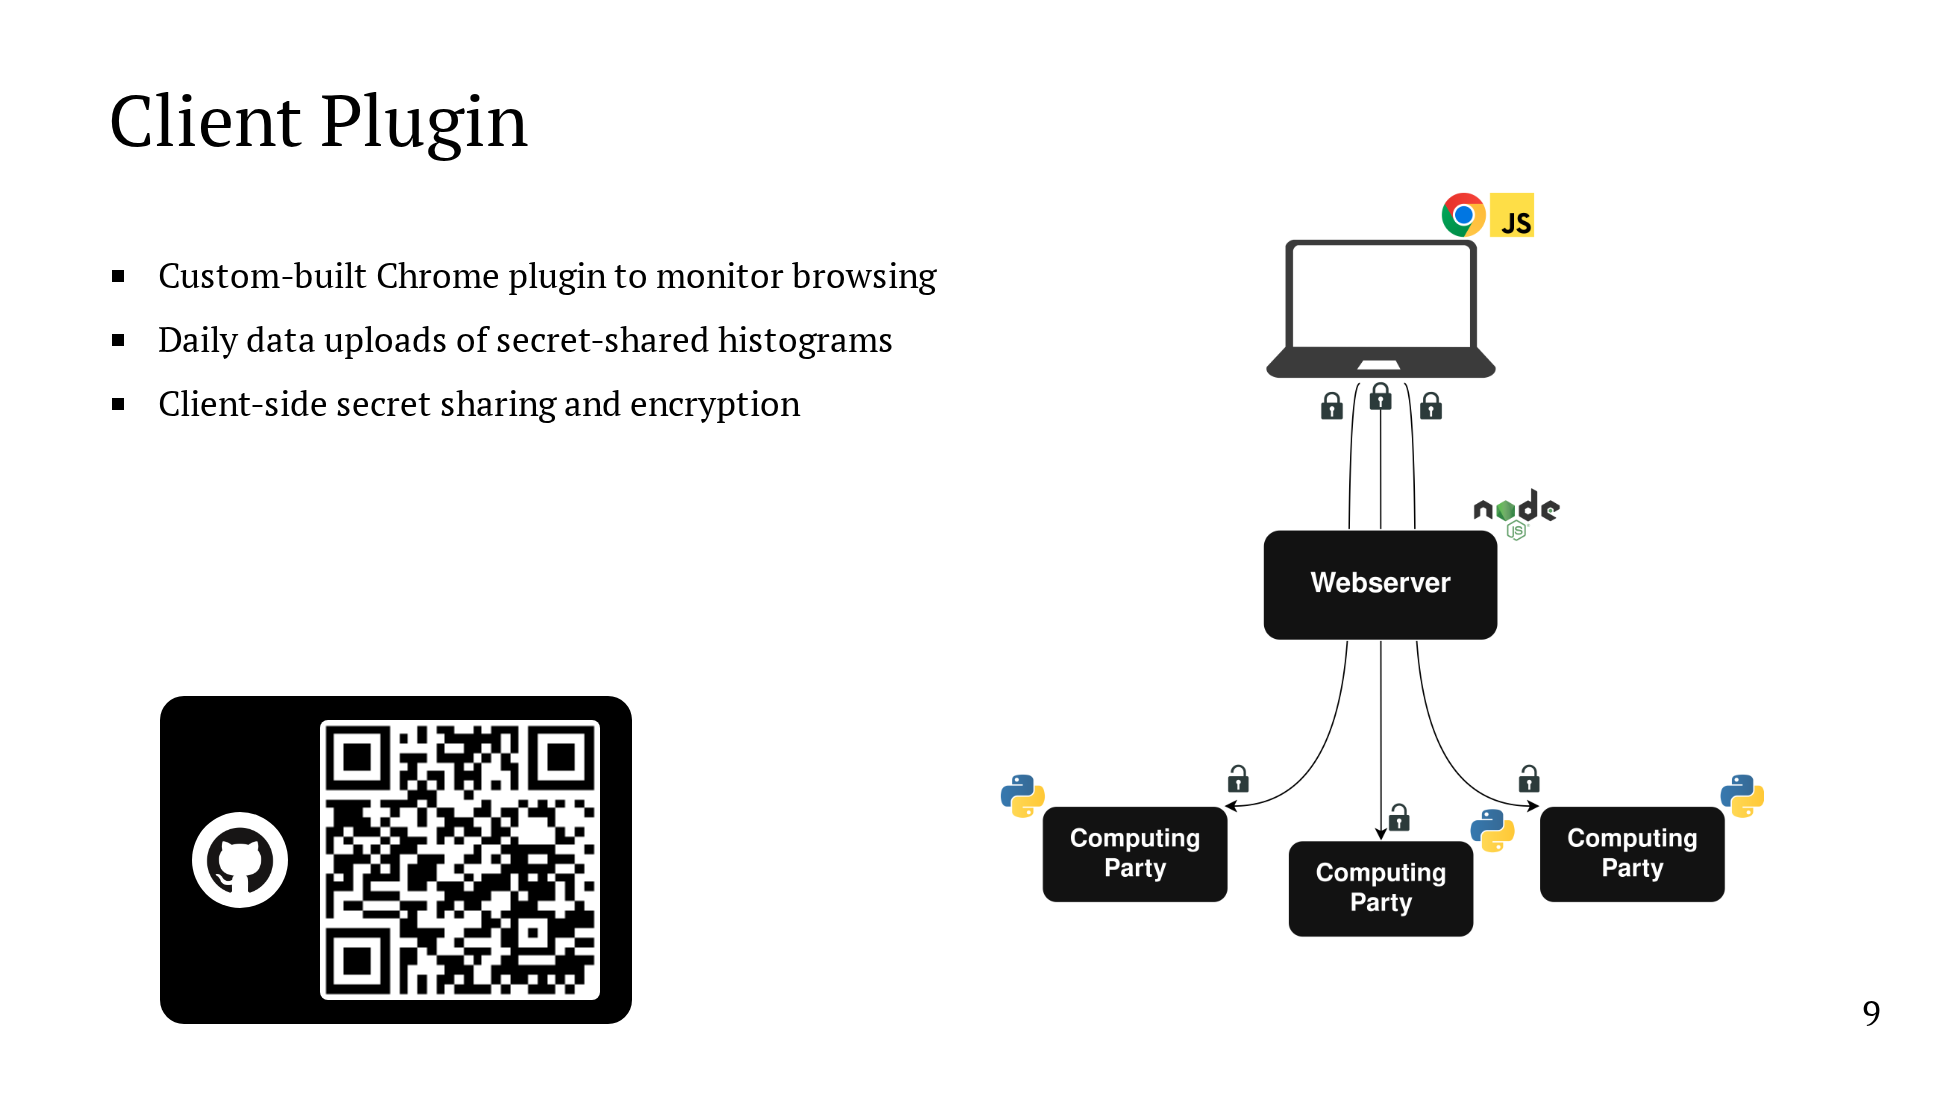 Client Plugin
Custom-built Chrome plugin to monitor browsing
Daily data uploads of secret-shared histograms
Client-side secret sharing and encryption
JS
node
JS
Webserver
Computing
Party
Computing
Party
Computing
Party
9